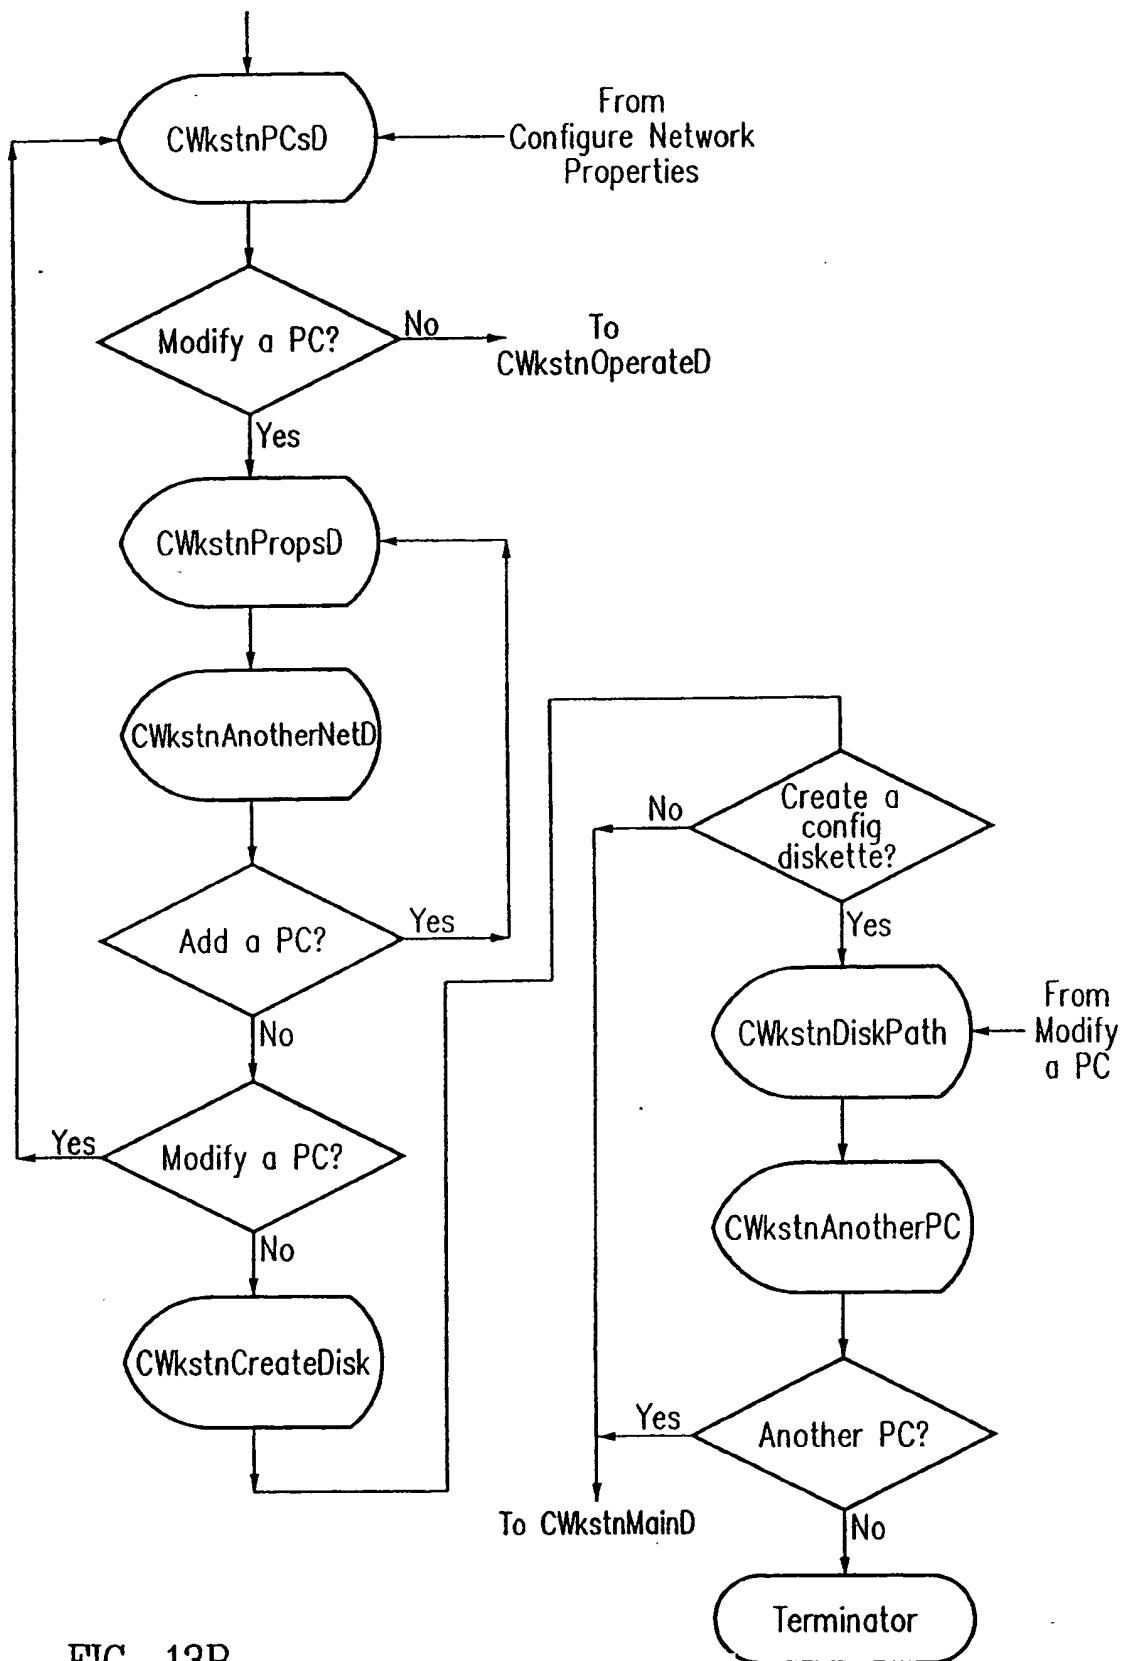 CWkstnPCsD
From
Configure Network
Properties
Modify a PC?
No
To
CWkstnOperateD
Yes
CWkstnPropsD
CWkstnAnotherNetD
Add a PC?
Yes
No
Modify a PC?
Yes
No
CWkstnCreateDisk
Create a
config
diskette?
No
Yes
CWkstnDiskPath
From
Modify
a PC
CWkstnAnotherPC
Another PC?
Yes
To CWkstnMainD
No
Terminator
FIG. 13B